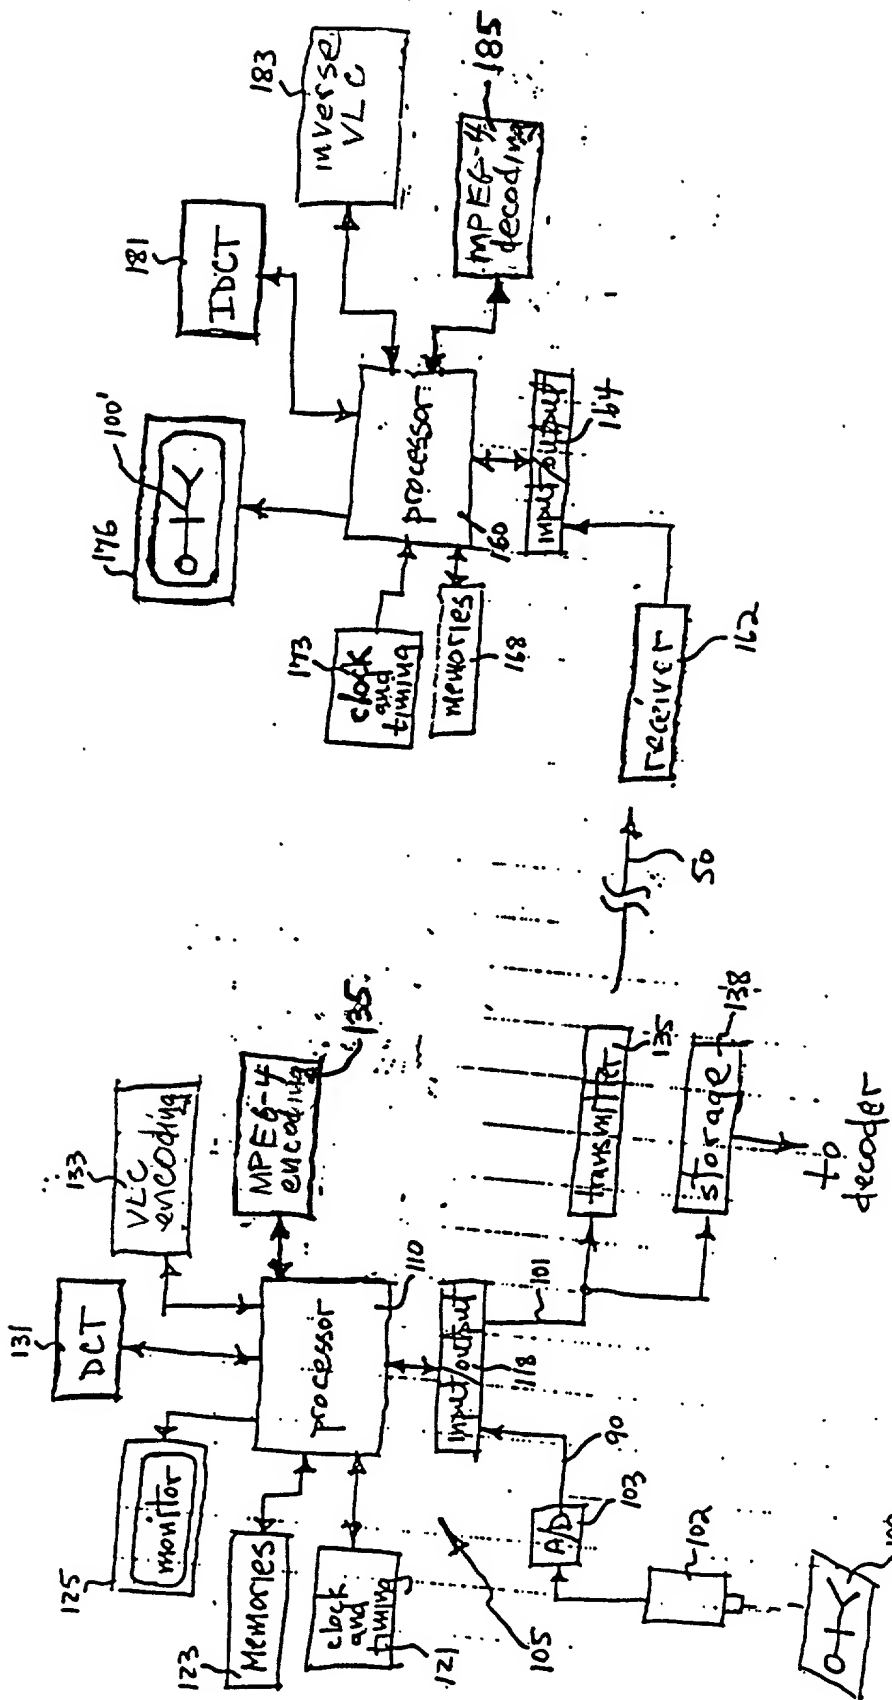 125
monitor
131
DCT
133
VLC
encoding
123
Memories
processor
110
MPEG-4
encoding
135
121
clock
and
timing
105
input/output
118
101
90
A/D
103
102
transmitter
135
storage
138
to
decoder
50
176
100'
181
IDCT
183
inverse
VLC
173
clock
and
timing
processor
160
MPEG-4
decoding
185
memories
168
input/output
164
receiver
162